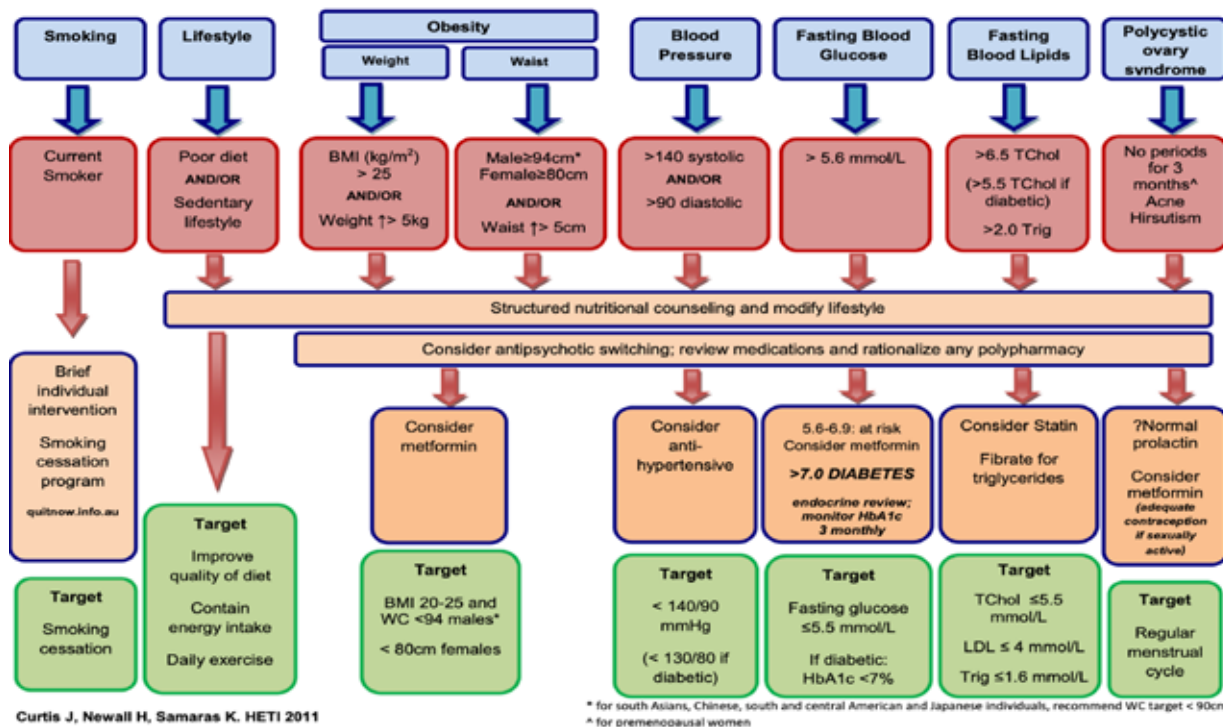 Smoking
Lifestyle
Obesity
Weight
Waist
Blood
Pressure
Fasting Blood
Glucose
Fasting
Blood Lipids
Polycystic
ovary
syndrome
Current
Smoker
Poor diet
AND/OR
Sedentary
lifestyle
BMI (kg/m²)
> 25
AND/OR
Weight ↑> 5kg
Male≥94cm*
Female≥80cm
AND/OR
Waist ↑> 5cm
>140 systolic
AND/OR
>90 diastolic
> 5.6 mmol/L
>6.5 TChol
(>5.5 TChol if
diabetic)
>2.0 Trig
No periods
for 3
months^
Acne
Hirsutism
Structured nutritional counseling and modify lifestyle
Consider antipsychotic switching; review medications and rationalize any polypharmacy
Brief
individual
intervention
Smoking
cessation
program
quitnow.info.au
Consider
metformin
Consider
anti-
hypertensive
5.6-6.9: at risk
Consider metformin
>7.0 DIABETES
endocrine review;
monitor HbA1c
3 monthly
Consider Statin
Fibrate for
triglycerides
?Normal
prolactin
Consider
metformin
(adequate
contraception
if sexually
active)
Target
Smoking
cessation
Target
Improve
quality of diet
Contain
energy intake
Daily exercise
Target
BMI 20-25 and
WC <94 males*
< 80cm females
Target
< 140/90
mmHg
(< 130/80 if
diabetic)
Target
Fasting glucose
≤5.5 mmol/L
If diabetic:
HbA1c <7%
Target
TChol ≤5.5
mmol/L
LDL ≤ 4 mmol/L
Trig ≤1.6 mmol/L
Target
Regular
menstrual
cycle
Curtis J, Newall H, Samaras K. HETI 2011
* for south Asians, Chinese, south and central American and Japanese individuals, recommend WC target < 90cm
^ for premenopausal women